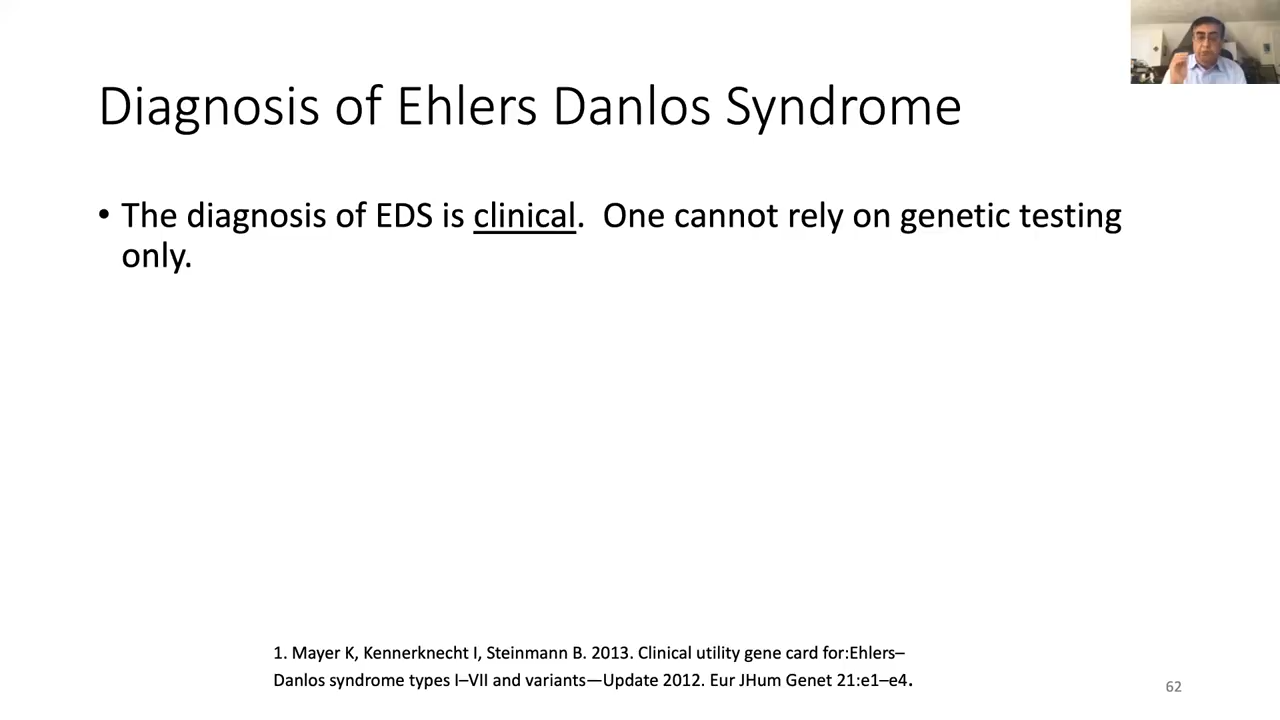 Diagnosis of Ehlers Danlos Syndrome
• The diagnosis of EDS is clinical.  One cannot rely on genetic testing
only.
1. Mayer K, Kennerknecht I, Steinmann B. 2013. Clinical utility gene card for:Ehlers–
Danlos syndrome types I–VII and variants—Update 2012. Eur JHum Genet 21:e1–e4.
62